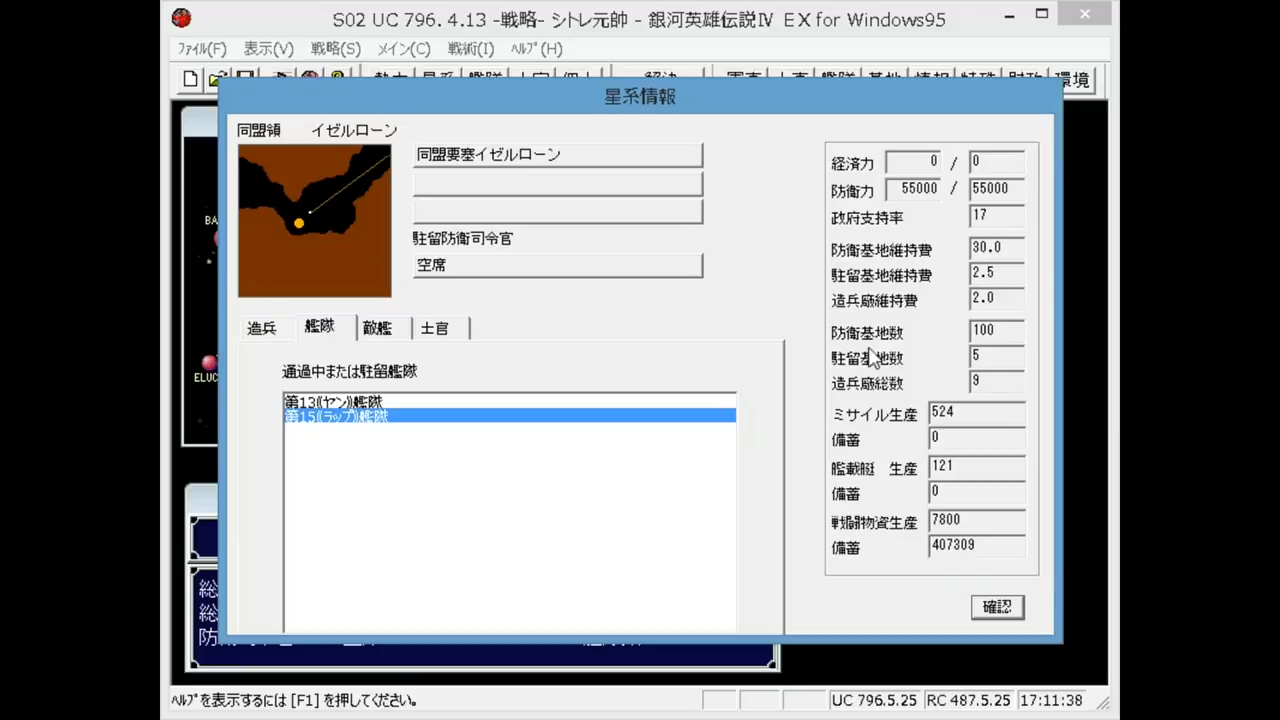 S02 UC 796. 4.13 -戦略- シトレ元帥 - 銀河英雄伝説Ⅳ EX for Windows95
ﾌｧｲﾙ(F) 表示(V) 戦略(S) メイン(C) 戦術(I) ﾍﾙﾌﾟ(H)
環境
星系情報
同盟領 イゼルローン
同盟要塞イゼルローン
駐留防衛司令官
空席
経済力 0 / 0
防衛力 55000 / 55000
政府支持率 17
防衛基地維持費 30.0
駐留基地維持費 2.5
造兵廠維持費 2.0
防衛基地数 100
駐留基地数 5
造兵廠総数 9
ミサイル生産 524
備蓄 0
艦載艇 生産 121
備蓄 0
戦闘物資生産 7800
備蓄 407309
造兵 艦隊 敵艦 士官
通過中または駐留艦隊
第13((ヤン))艦隊
第15((ラップ))艦隊
確認
BA
ELUC
総
総
防
ﾍﾙﾌﾟを表示するには [F1] を押してください。
UC 796.5.25 RC 487.5.25 17:11:38